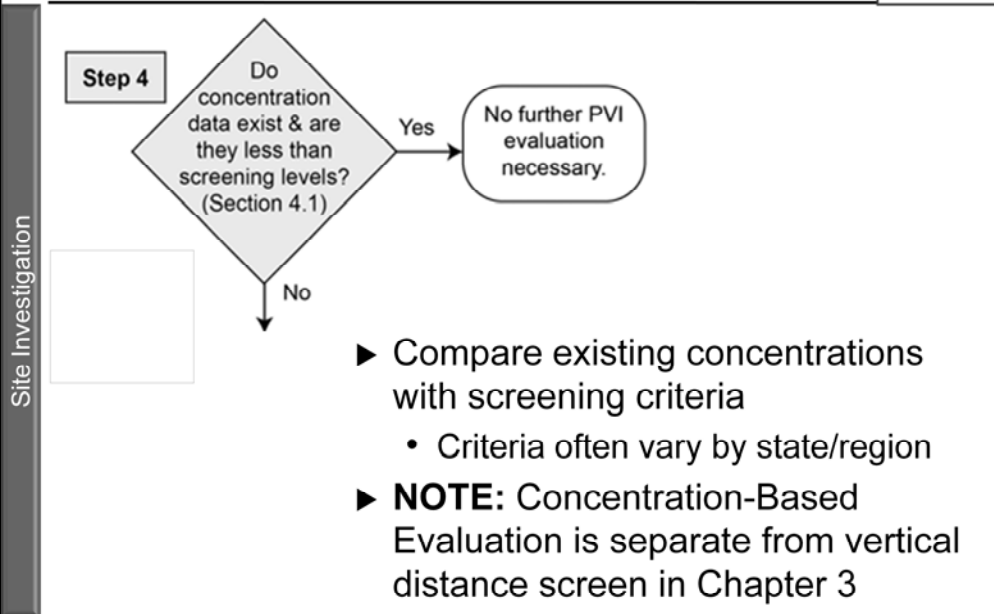 Site Investigation
Step 4
Do
concentration
data exist & are
they less than
screening levels?
(Section 4.1)
Yes
No further PVI
evaluation
necessary.
No
▶ Compare existing concentrations
with screening criteria
• Criteria often vary by state/region
▶ NOTE: Concentration-Based
Evaluation is separate from vertical
distance screen in Chapter 3